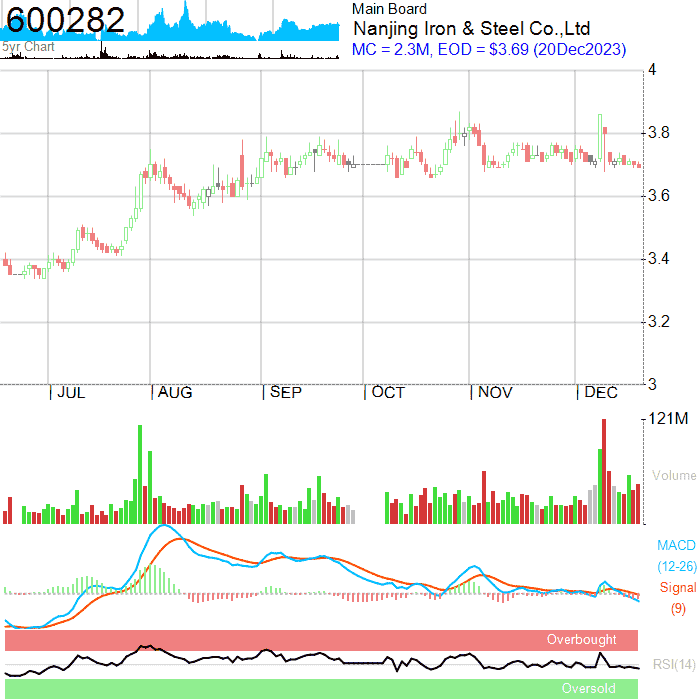 600282
5yr Chart
Main Board
Nanjing Iron & Steel Co.,Ltd
MC = 2.3M, EOD = $3.69 (20Dec2023)
4
3.8
3.6
3.4
3.2
3
JUL AUG SEP OCT NOV DEC
121M
Volume
MACD
(12-26)
Signal
(9)
Overbought
RSI(14)
Oversold